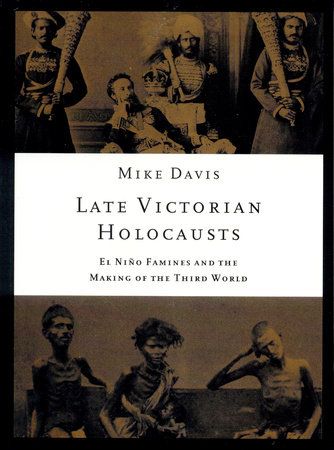 MIKE DAVIS
LATE VICTORIAN
HOLOCAUSTS
EL NIÑO FAMINES AND THE
MAKING OF THE THIRD WORLD